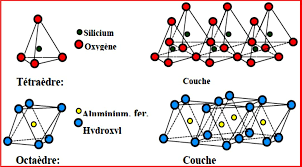 Silicium
Oxygène
Tétraèdre:
Couche
Aluminium, fer.
Hydroxyl
Octaèdre:
Couche